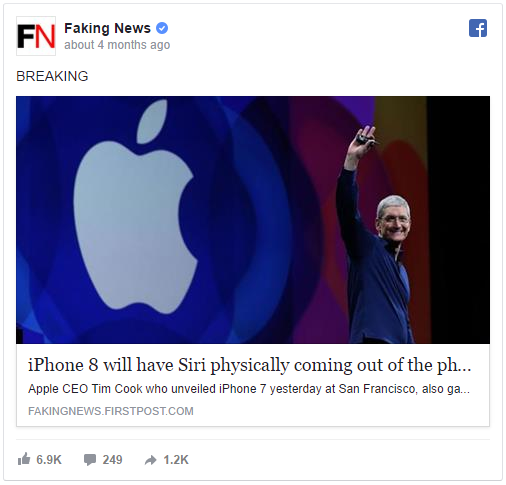 FN
Faking News
about 4 months ago
BREAKING
iPhone 8 will have Siri physically coming out of the ph...
Apple CEO Tim Cook who unveiled iPhone 7 yesterday at San Francisco, also ga...
FAKINGNEWS.FIRSTPOST.COM
6.9K 249 1.2K